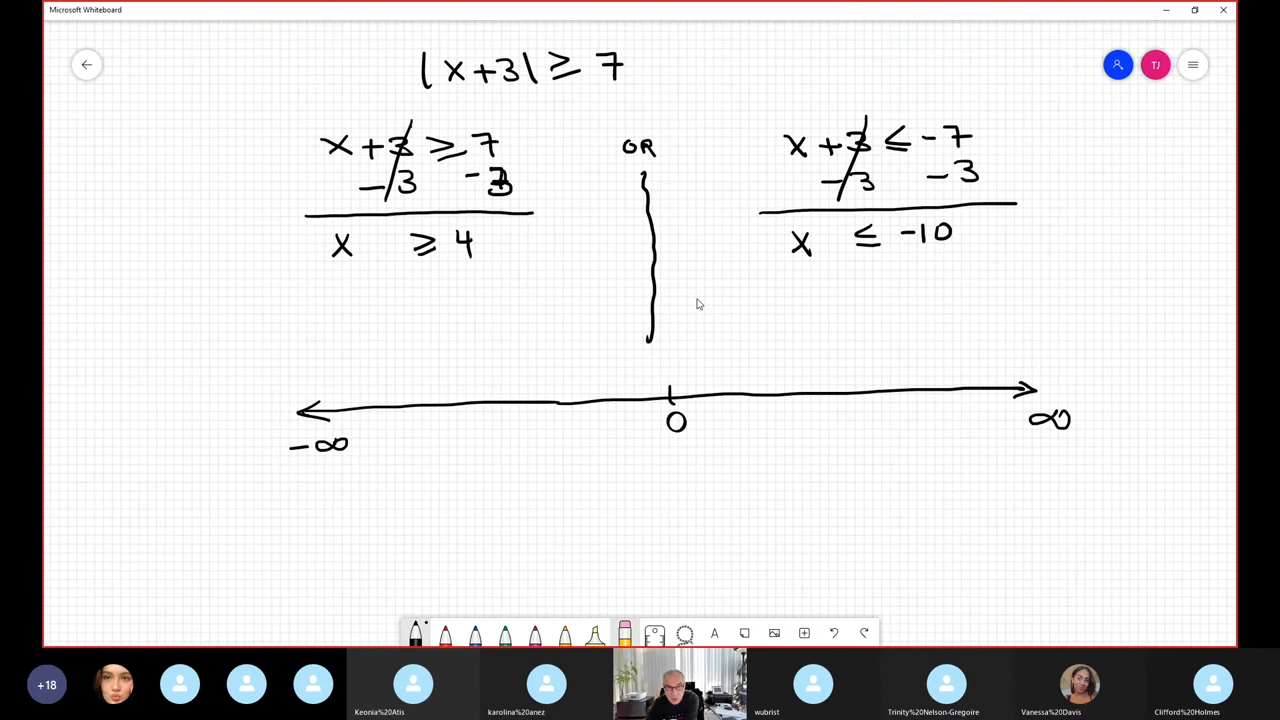 Microsoft Whiteboard
|x+3| ≥ 7
x + 3 ≥ 7 OR x + 3 ≤ -7
- 3 - 3 - 3 - 3
x ≥ 4 x ≤ -10
TJ
0
-∞ ∞
A
+18
Keonia%20Atis karolina%20anez wubrist Trinity%20Nelson-Gregoire Vanessa%20Davis Clifford%20Holmes